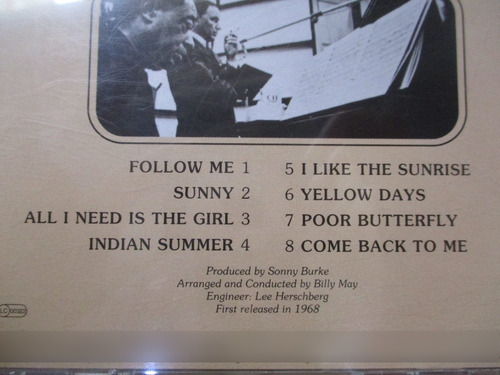 FOLLOW ME 1
SUNNY 2
ALL I NEED IS THE GIRL 3
INDIAN SUMMER 4
5 I LIKE THE SUNRISE
6 YELLOW DAYS
7 POOR BUTTERFLY
8 COME BACK TO ME
Produced by Sonny Burke
Arranged and Conducted by Billy May
Engineer: Lee Herschberg
First released in 1968